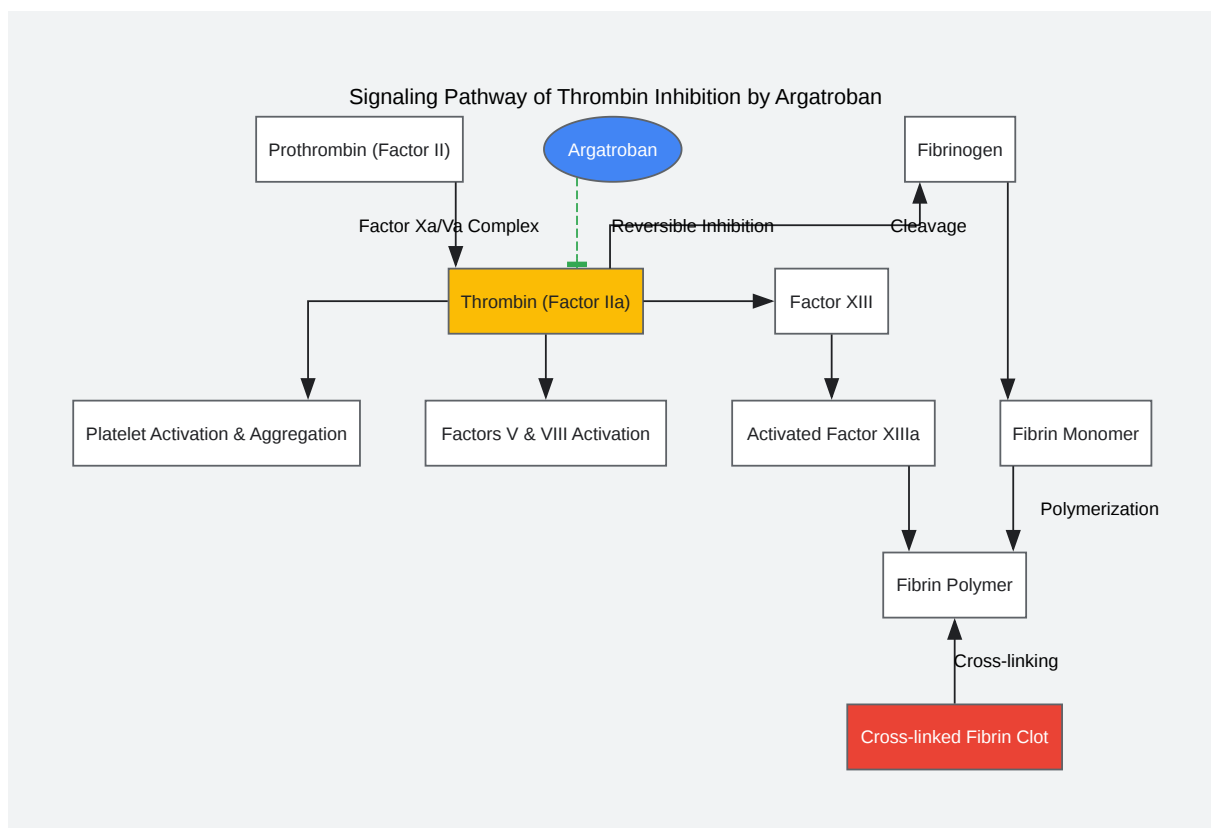 Signaling Pathway of Thrombin Inhibition by Argatroban
Prothrombin (Factor II)
Argatroban
Fibrinogen
Factor Xa/Va Complex
Reversible Inhibition
Cleavage
Thrombin (Factor IIa)
Factor XIII
Platelet Activation & Aggregation
Factors V & VIII Activation
Activated Factor XIIIa
Fibrin Monomer
Polymerization
Fibrin Polymer
Cross-linking
Cross-linked Fibrin Clot